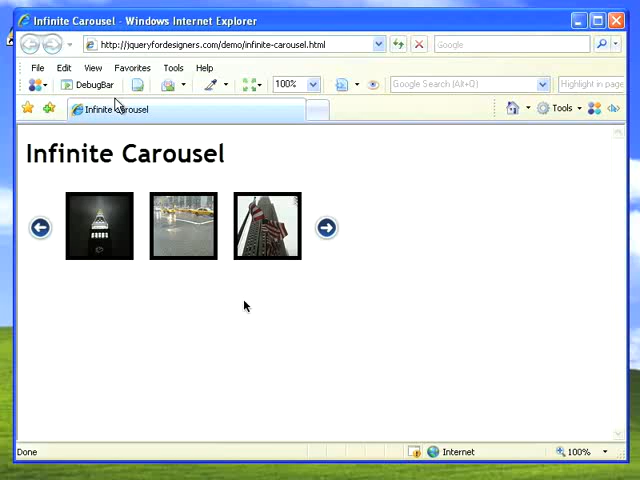 Infinite Carousel - Windows Internet Explorer
http://jqueryfordesigners.com/demo/infinite-carousel.html
Google
File Edit View Favorites Tools Help
DebugBar
100%
Google Search (Alt+Q)
Highlight in page
Infinite Carousel
Tools
Infinite Carousel
Done
Internet
100%